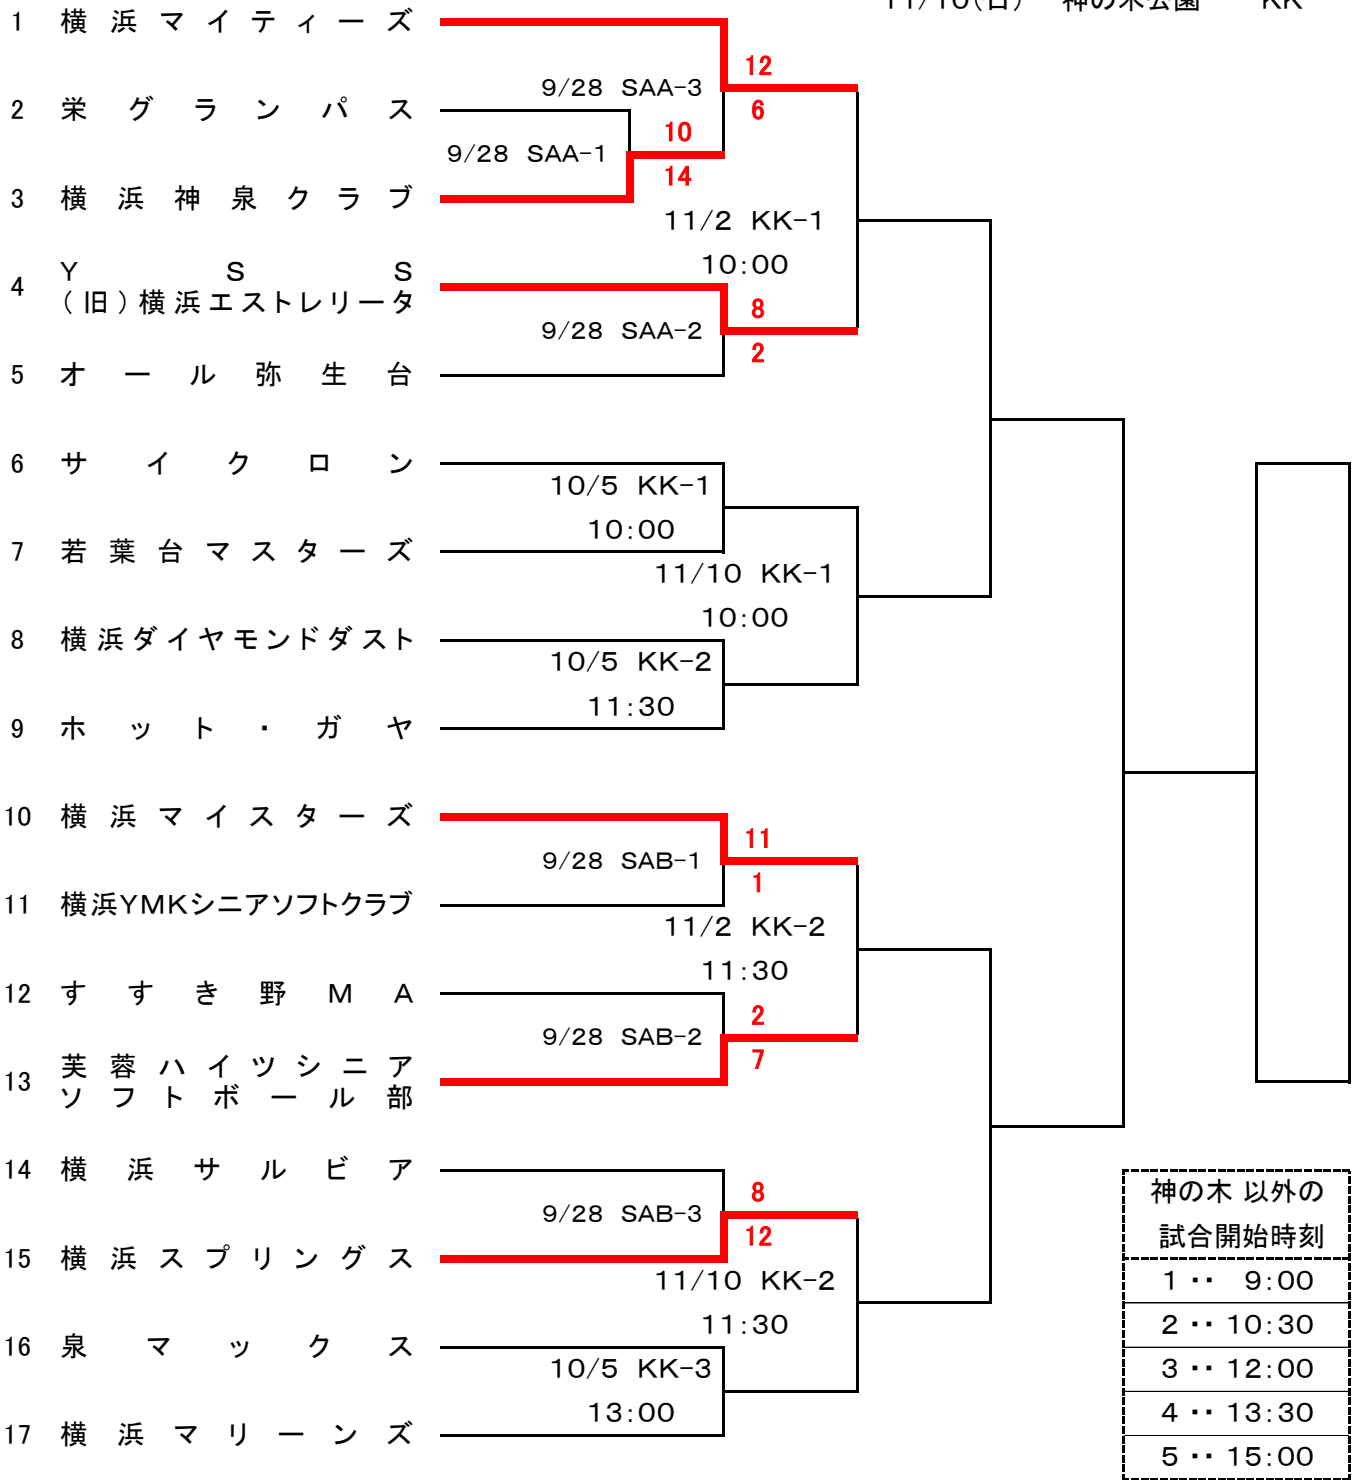 11/10(日) 神の木公園 KK
1 横浜マイティーズ
12
9/28 SAA-3
6
2 栄グランパス
10
9/28 SAA-1
14
3 横浜神泉クラブ
11/2 KK-1
10:00
4 YSS
(旧)横浜エストレリータ
8
9/28 SAA-2
2
5 オール弥生台
6 サイクロン
10/5 KK-1
10:00
7 若葉台マスターズ
11/10 KK-1
10:00
8 横浜ダイヤモンドダスト
10/5 KK-2
11:30
9 ホット・ガヤ
10 横浜マイスターズ
11
9/28 SAB-1
1
11 横浜YMKシニアソフトクラブ
11/2 KK-2
11:30
12 すすき野MA
2
9/28 SAB-2
7
13 芙蓉ハイツシニア
ソフトボール部
14 横浜サルビア
8
9/28 SAB-3
12
15 横浜スプリングス
11/10 KK-2
11:30
16 泉マックス
10/5 KK-3
13:00
17 横浜マリーンズ
神の木 以外の
試合開始時刻
1 ‥ 9:00
2 ‥ 10:30
3 ‥ 12:00
4 ‥ 13:30
5 ‥ 15:00